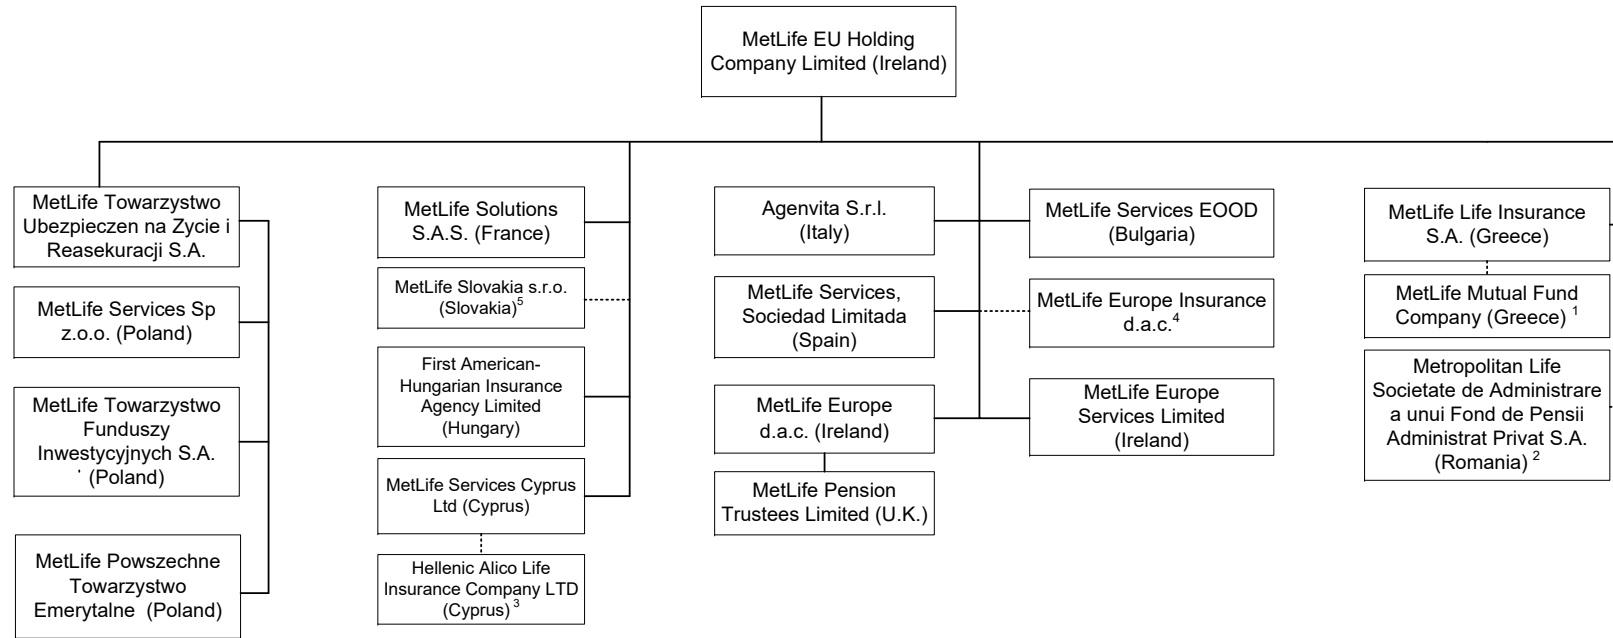 MetLife EU Holding
Company Limited (Ireland)
MetLife Towarzystwo
Ubezpieczen na Zycie i
Reasekuracji S.A.
MetLife Services Sp
z.o.o. (Poland)
MetLife Towarzystwo
Funduszy
Inwestycyjnych S.A.
' (Poland)
MetLife Powszechne
Towarzystwo
Emerytalne (Poland)
MetLife Solutions
S.A.S. (France)
MetLife Slovakia s.r.o.
(Slovakia)⁵
First American-
Hungarian Insurance
Agency Limited
(Hungary)
MetLife Services Cyprus
Ltd (Cyprus)
Hellenic Alico Life
Insurance Company LTD
(Cyprus) ³
Agenvita S.r.l.
(Italy)
MetLife Services,
Sociedad Limitada
(Spain)
MetLife Europe
d.a.c. (Ireland)
MetLife Pension
Trustees Limited (U.K.)
MetLife Services EOOD
(Bulgaria)
MetLife Europe Insurance
d.a.c.⁴
MetLife Europe
Services Limited
(Ireland)
MetLife Life Insurance
S.A. (Greece)
MetLife Mutual Fund
Company (Greece) ¹
Metropolitan Life
Societate de Administrare
a unui Fond de Pensii
Administrat Privat S.A.
(Romania) ²